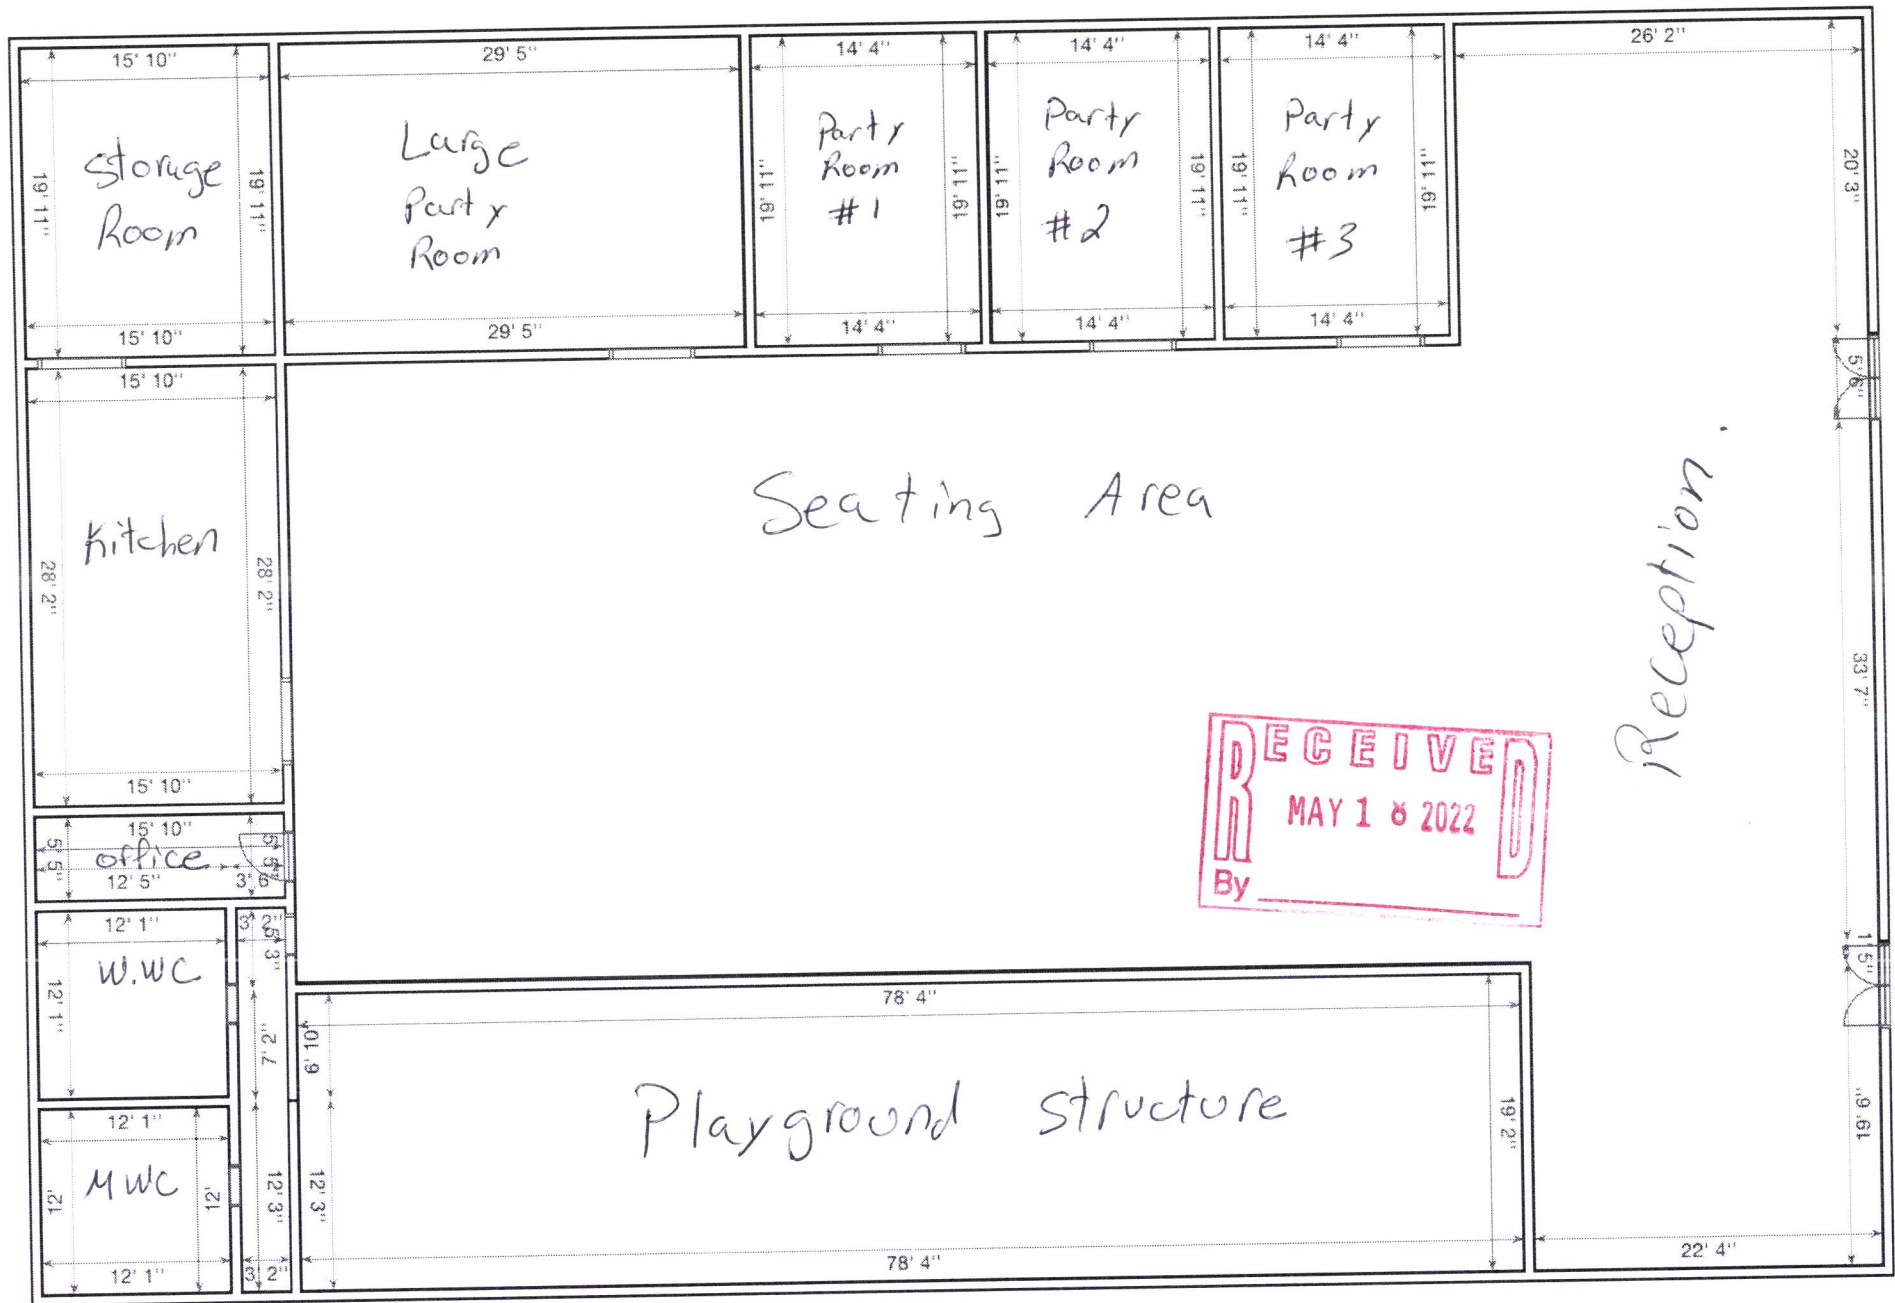 15' 10"
29' 5"
14' 4"
14' 4"
14' 4"
26' 2"
Storage
Room
19' 11"
19' 11"
Large
Party
Room
Party
Room
#1
19' 11"
19' 11"
Party
Room
#2
19' 11"
19' 11"
Party
Room
#3
19' 11"
19' 11"
20' 3"
15' 10"
29' 5"
14' 4"
14' 4"
14' 4"
15' 10"
5' 6"
Kitchen
28' 2"
28' 2"
Seating Area
Reception.
33' 7"
15' 10"
RECEIVED
MAY 18 2022
By
15' 10"
office
5' 5"
5' 5"
12' 5"
3' 6"
12' 1"
3' 2"
5' 3"
W.WC
12' 1"
7' 2"
78' 4"
6' 10"
1' 5"
Playground structure
19' 2"
19' 6"
12' 1"
MWC
12'
12'
12' 3"
12' 3"
12' 1"
3' 2"
78' 4"
22' 4"